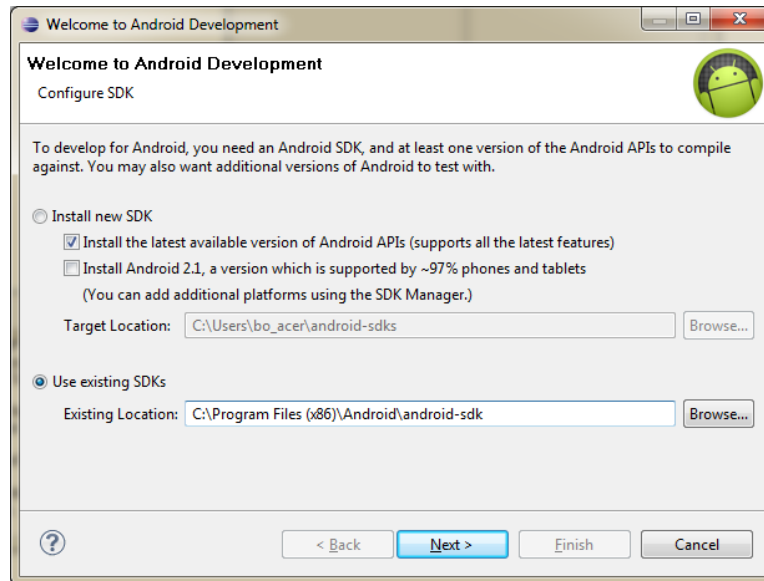 Welcome to Android Development
Welcome to Android Development
Configure SDK
To develop for Android, you need an Android SDK, and at least one version of the Android APIs to compile
against. You may also want additional versions of Android to test with.
Install new SDK
Install the latest available version of Android APIs (supports all the latest features)
Install Android 2.1, a version which is supported by ~97% phones and tablets
(You can add additional platforms using the SDK Manager.)
Target Location: C:\Users\bo_acer\android-sdks Browse...
Use existing SDKs
Existing Location: C:\Program Files (x86)\Android\android-sdk Browse...
? < Back Next > Finish Cancel